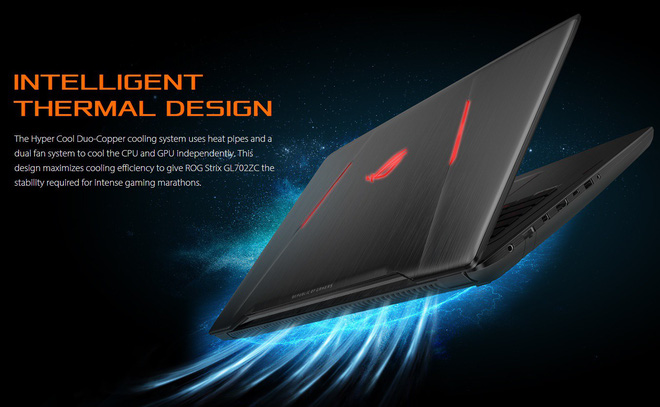 INTELLIGENT
THERMAL DESIGN
The Hyper Cool Duo-Copper cooling system uses heat pipes and a
dual fan system to cool the CPU and GPU independently. This
design maximizes cooling efficiency to give ROG Strix GL702ZC the
stability required for intense gaming marathons.